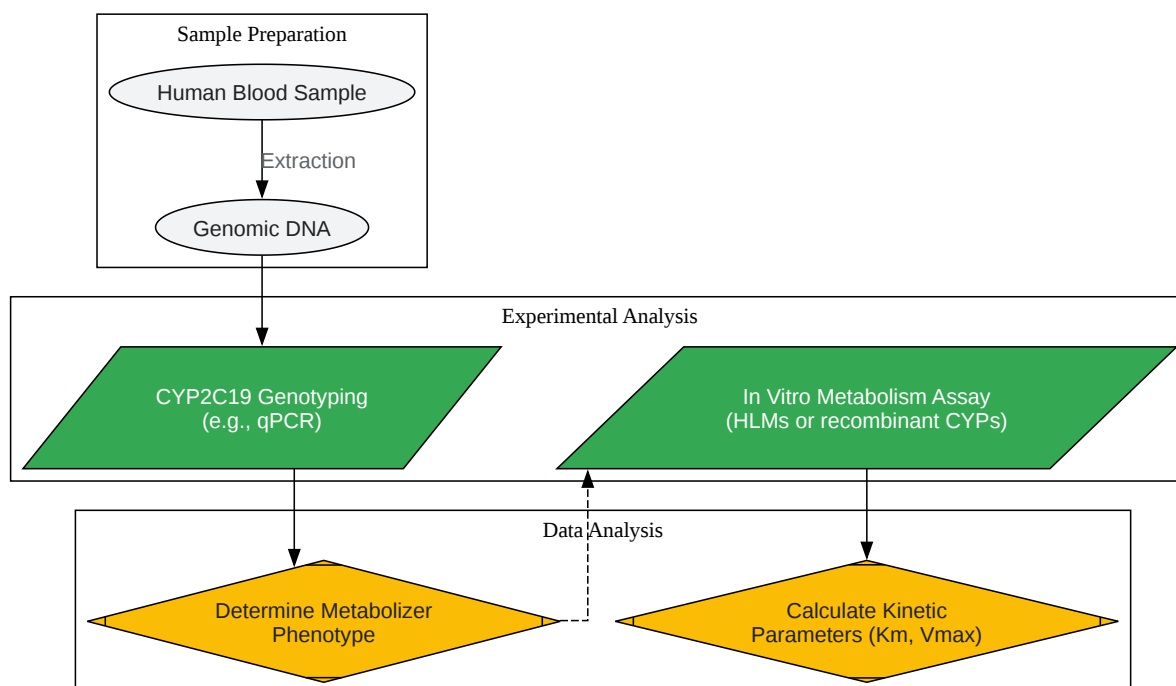 Sample Preparation
Human Blood Sample
Extraction
Genomic DNA
Experimental Analysis
CYP2C19 Genotyping
(e.g., qPCR)
In Vitro Metabolism Assay
(HLMs or recombinant CYPs)
Data Analysis
Determine Metabolizer
Phenotype
Calculate Kinetic
Parameters (Km, Vmax)